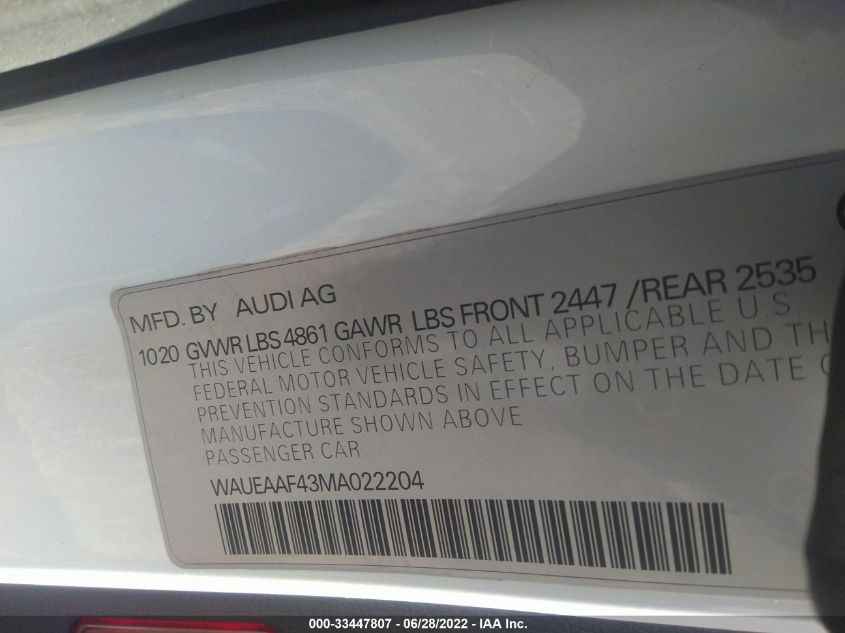 MFD. BY AUDI AG
1020 GVWR LBS 4861 GAWR LBS FRONT 2447 /REAR 2535
THIS VEHICLE CONFORMS TO ALL APPLICABLE U.S.
FEDERAL MOTOR VEHICLE SAFETY, BUMPER AND TH
PREVENTION STANDARDS IN EFFECT ON THE DATE
MANUFACTURE SHOWN ABOVE
PASSENGER CAR
WAUEAAF43MA022204
000-33447807 - 06/28/2022 - IAA Inc.